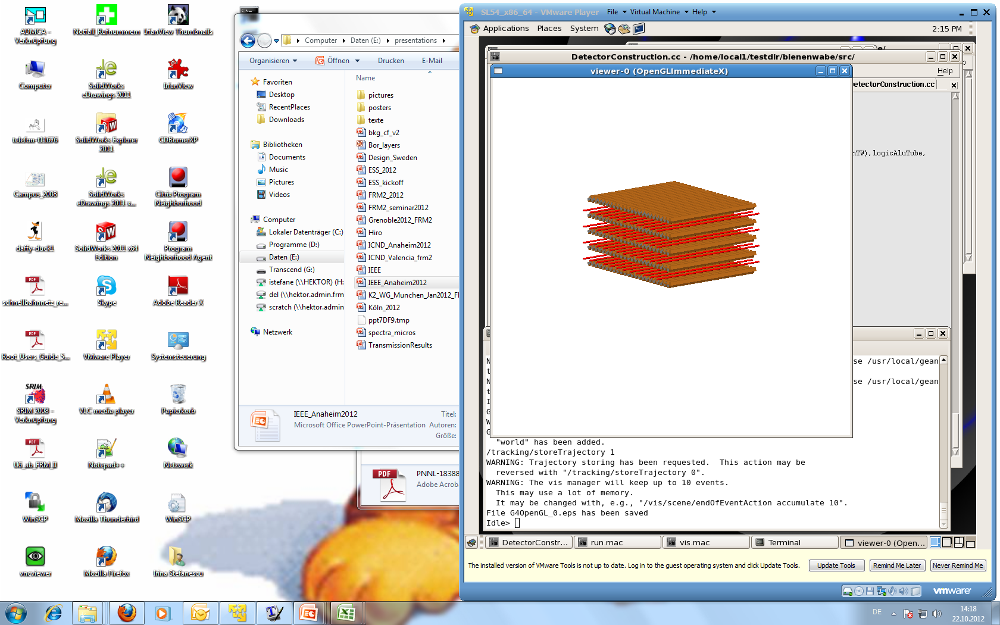 ADMCA - Verknüpfung
Notfall_Rufnummern
IrfanView Thumbnails
Computer
SolidWorks eDrawings 2011
IrfanView
telefon-t11676
SolidWorks Explorer 2011
CDBurnerXP
Campus_2008
SolidWorks eDrawings 2011 x...
Citrix Program Neighborhood
daffy-duck1
SolidWorks 2011 x64 Edition
Program Neighborhood Agent
schnellbahnnetz_re...
Skype
Adobe Reader X
Root_Users_Guide_5...
VMware Player
Systemsteuerung
SRIM 2008 - Verknüpfung
VLC media player
Papierkorb
U6_ab_FRM_II
Notepad++
Netzwerk
WinSCP
Mozilla Thunderbird
WinSCP
vncviewer
Mozilla Firefox
Irina Stefanescu
Computer
Daten (E:)
presentations
Organisieren
Öffnen
Drucken
E-Mail
Favoriten
Desktop
RecentPlaces
Downloads
Bibliotheken
Documents
Music
Pictures
Videos
Computer
Lokaler Datenträger (C:)
Programme (D:)
Daten (E:)
Transcend (G:)
istefane (\\HEKTOR) (H:
del (\\hektor.admin.frm
scratch (\\hektor.admin
Netzwerk
Name
pictures
posters
texte
bkg_cf_v2
Bor_layers
Design_Sweden
ESS_2012
ESS_kickoff
FRM2_2012
FRM2_seminar2012
Grenoble2012_FRM2
Hiro
ICND_Anaheim2012
ICND_Valencia_frm2
IEEE
IEEE_Anaheim2012
K2_WG_Munchen_Jan2012_FI
Köln_2012
ppt7DF9.tmp
spectra_micros
TransmissionResults
IEEE_Anaheim2012
Microsoft Office PowerPoint-Präsentation
Titel:
Autoren:
Größe:
PDF
PNNL-18388
Adobe Acroba
SL54_x86_64 - VMware Player
File
Virtual Machine
Help
Applications
Places
System
2:15 PM
DetectorConstruction.cc - /home/local1/testdir/bienenwabe/src/
viewer-0 (OpenGLImmediateX)
Help
DetectorConstruction.cc
nTW),logicAluTube,
se /usr/local/gean
se /usr/local/gean
"world" has been added.
/tracking/storeTrajectory 1
WARNING: Trajectory storing has been requested.  This action may be
reversed with "/tracking/storeTrajectory 0".
WARNING: The vis manager will keep up to 10 events.
This may use a lot of memory.
It may be changed with, e.g., "/vis/scene/endOfEventAction accumulate 10".
File G4OpenGL_0.eps has been saved
Idle>
DetectorConstr...
run.mac
vis.mac
Terminal
viewer-0 (Open...
The installed version of VMware Tools is not up to date. Log in to the guest operating system and click Update Tools.
Update Tools
Remind Me Later
Never Remind Me
vmware
DE
14:18
22.10.2012